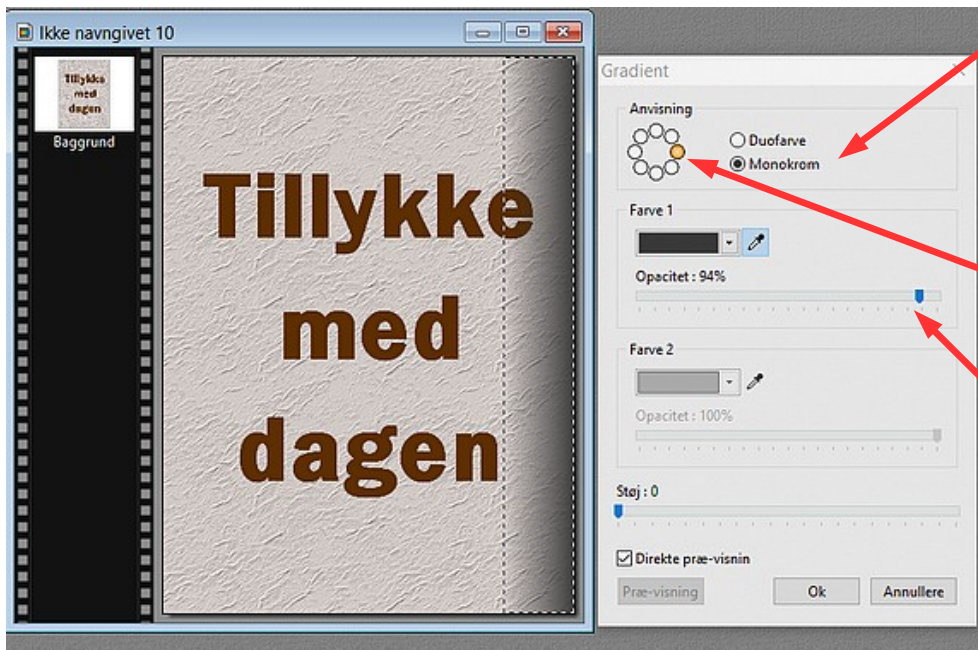 Ikke navngivet 10
Tillykke
med
dagen
Baggrund
Tillykke
med
dagen
Gradient
Anvisning
Duofarve
Monokrom
Farve 1
Opacitet : 94%
Farve 2
Opacitet : 100%
Støj : 0
Direkte præ-visnin
Præ-visning Ok Annullere